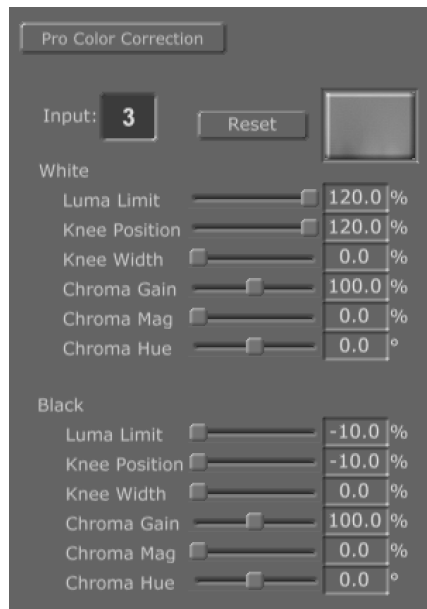 Pro Color Correction
Input: 3 Reset
White
Luma Limit 120.0 %
Knee Position 120.0 %
Knee Width 0.0 %
Chroma Gain 100.0 %
Chroma Mag 0.0 %
Chroma Hue 0.0 °
Black
Luma Limit -10.0 %
Knee Position -10.0 %
Knee Width 0.0 %
Chroma Gain 100.0 %
Chroma Mag 0.0 %
Chroma Hue 0.0 °